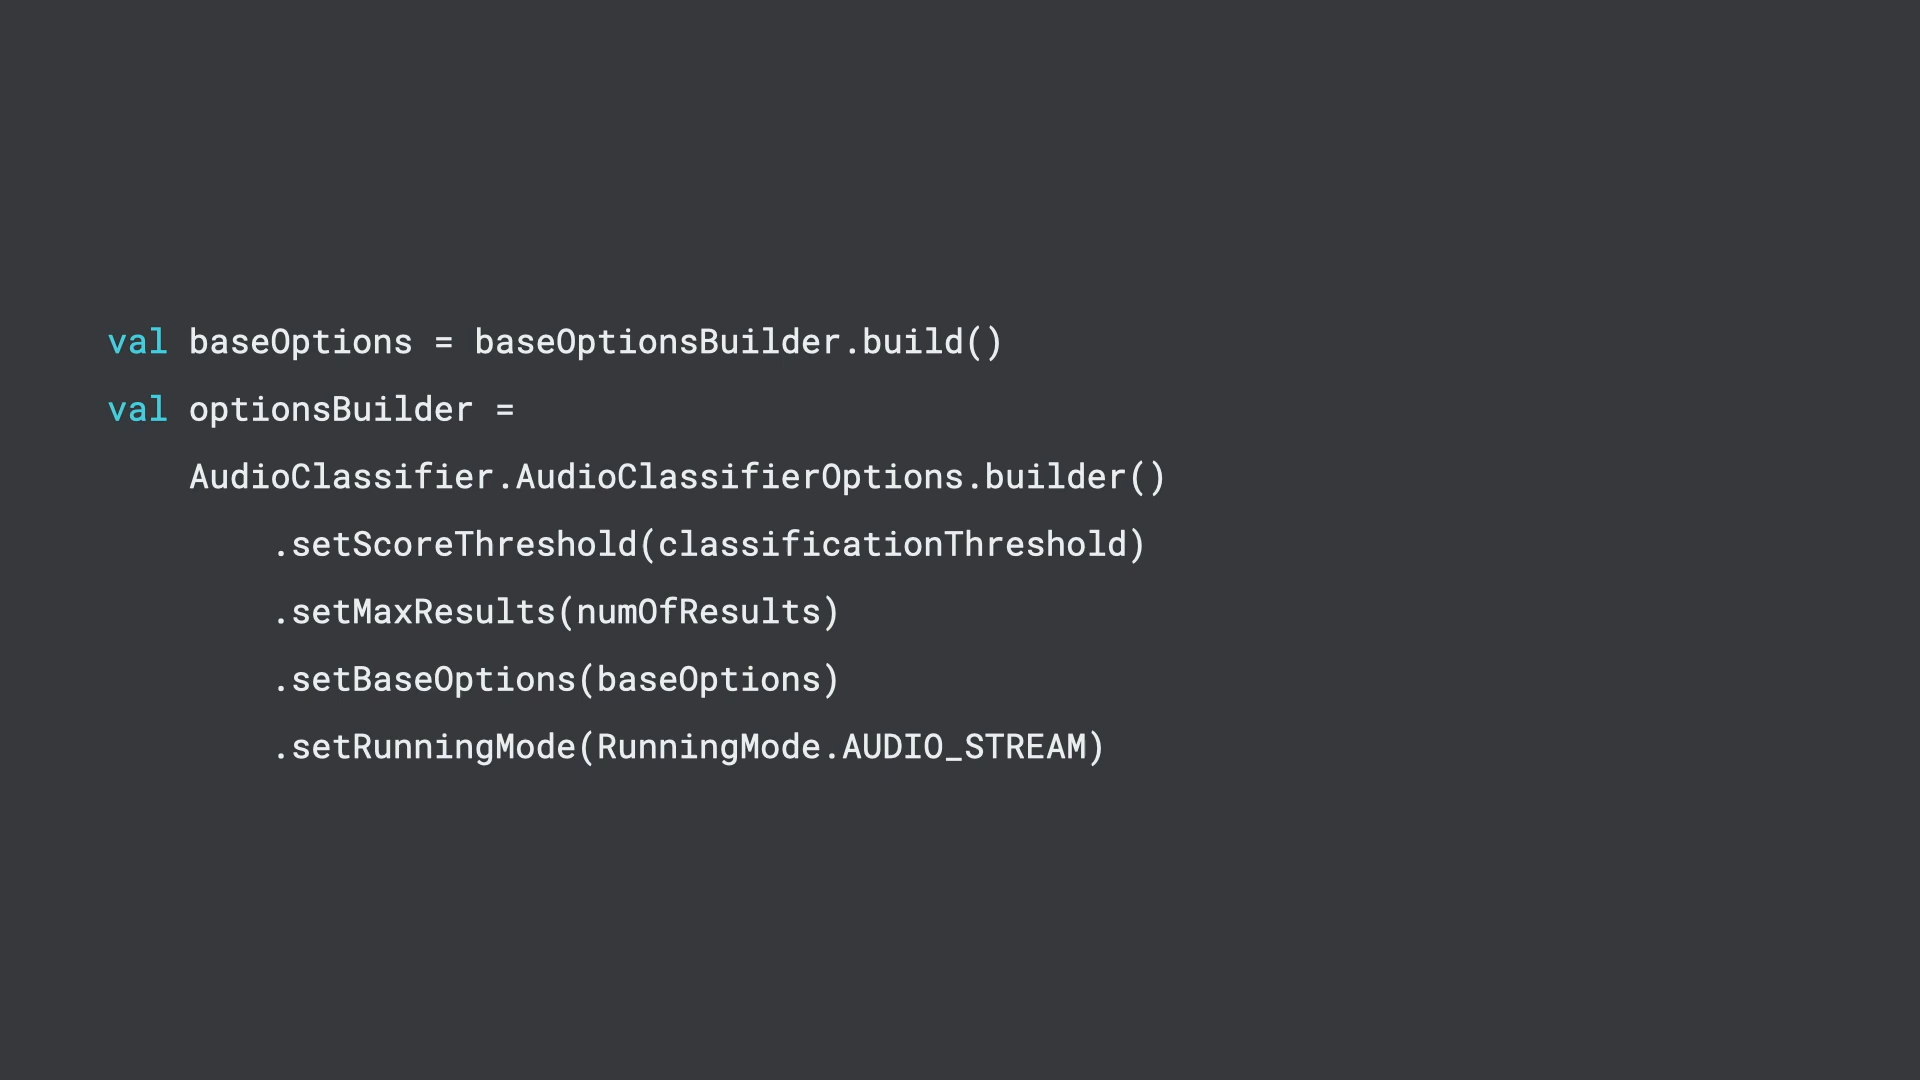 val baseOptions = baseOptionsBuilder.build()
val optionsBuilder =
    AudioClassifier.AudioClassifierOptions.builder()
        .setScoreThreshold(classificationThreshold)
        .setMaxResults(numOfResults)
        .setBaseOptions(baseOptions)
        .setRunningMode(RunningMode.AUDIO_STREAM)